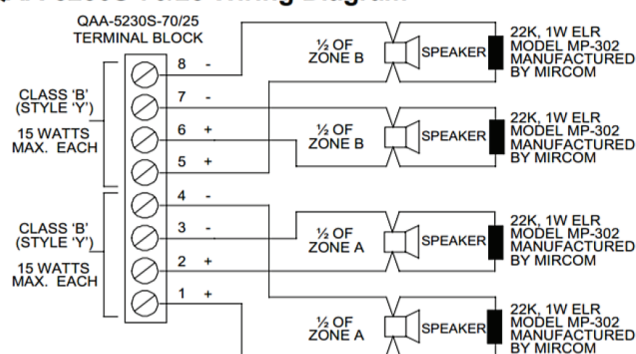 QAA-5230S-70/25
TERMINAL BLOCK
8 -
7 -
6 +
5 +
4 -
3 -
2 +
1 +
CLASS 'B'
(STYLE 'Y')
15 WATTS
MAX. EACH
CLASS 'B'
(STYLE 'Y')
15 WATTS
MAX. EACH
½ OF
ZONE B
SPEAKER
22K, 1W ELR
MODEL MP-302
MANUFACTURED
BY MIRCOM
½ OF
ZONE B
SPEAKER
22K, 1W ELR
MODEL MP-302
MANUFACTURED
BY MIRCOM
½ OF
ZONE A
SPEAKER
22K, 1W ELR
MODEL MP-302
MANUFACTURED
BY MIRCOM
½ OF
ZONE A
SPEAKER
22K, 1W ELR
MODEL MP-302
MANUFACTURED
BY MIRCOM